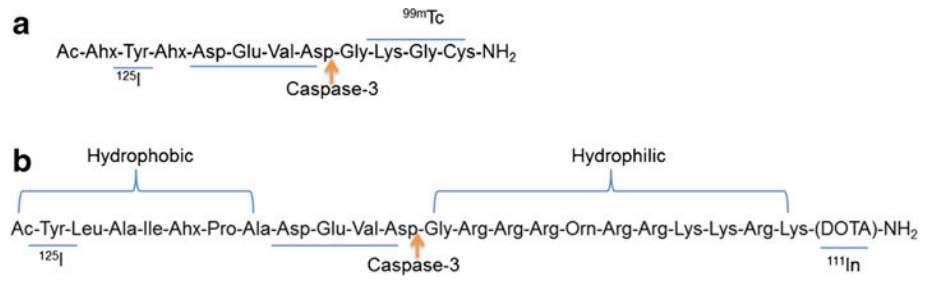 a
⁹⁹ᵐTc
Ac-Ahx-Tyr-Ahx-Asp-Glu-Val-Asp-Gly-Lys-Gly-Cys-NH₂
¹²⁵I
Caspase-3
b
Hydrophobic
Hydrophilic
Ac-Tyr-Leu-Ala-Ile-Ahx-Pro-Ala-Asp-Glu-Val-Asp-Gly-Arg-Arg-Arg-Orn-Arg-Arg-Lys-Lys-Arg-Lys-(DOTA)-NH₂
¹²⁵I
Caspase-3
¹¹¹In